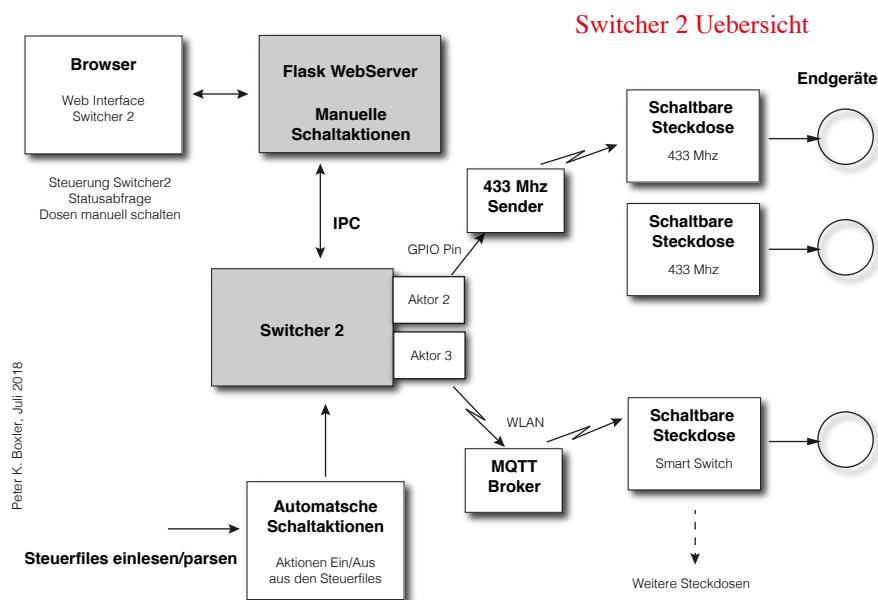 Switcher 2 Uebersicht
Browser
Web Interface
Switcher 2
Steuerung Switcher2
Statusabfrage
Dosen manuell schalten
Flask WebServer
Manuelle
Schaltaktionen
IPC
Switcher 2
Aktor 2
Aktor 3
GPIO Pin
433 Mhz
Sender
Endgeräte
Schaltbare
Steckdose
433 Mhz
Schaltbare
Steckdose
433 Mhz
WLAN
MQTT
Broker
Schaltbare
Steckdose
Smart Switch
Weitere Steckdosen
Automatsche
Schaltaktionen
Aktionen Ein/Aus
aus den Steuerfiles
Steuerfiles einlesen/parsen
Peter K. Boxler, Juli 2018